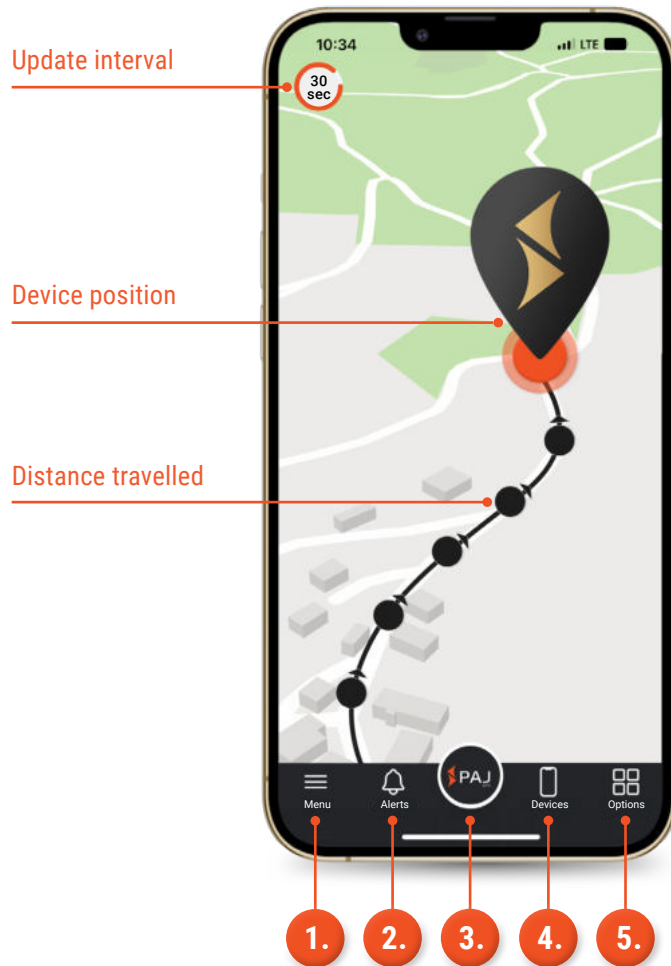 10:34
LTE
Update interval
30
sec
Device position
Distance travelled
PAJ
Menu
Alerts
Devices
Options
1.
2.
3.
4.
5.